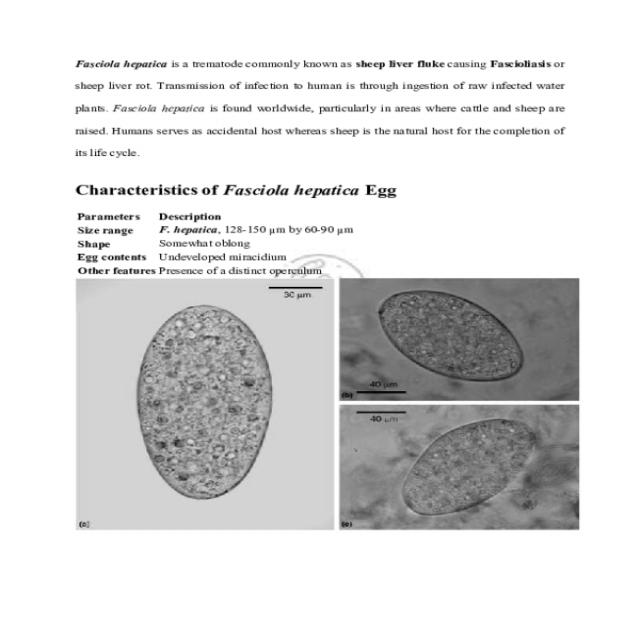 Fasciola hepatica is a trematode commonly known as sheep liver fluke causing Fascioliasis or
sheep liver rot. Transmission of infection to human is through ingestion of raw infected water
plants. Fasciola hepatica is found worldwide, particularly in areas where cattle and sheep are
raised. Humans serves as accidental host whereas sheep is the natural host for the completion of
its life cycle.
Characteristics of Fasciola hepatica Egg
Parameters Description
Size range F. hepatica, 128-150 µm by 60-90 µm
Shape Somewhat oblong
Egg contents Undeveloped miracidium
Other features Presence of a distinct operculum
30 µm
40 µm
(b)
40 µm
(a)